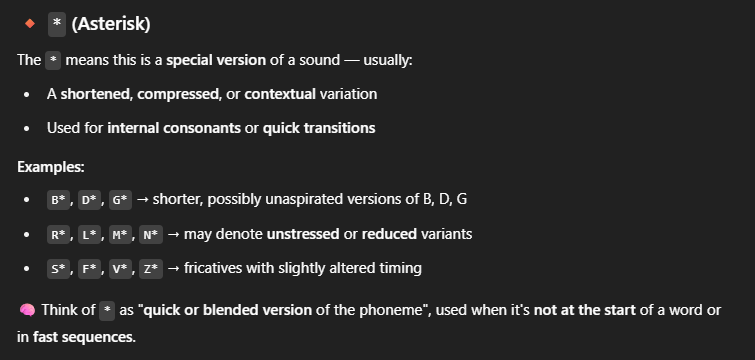 🔸 * (Asterisk)
The * means this is a special version of a sound — usually:
• A shortened, compressed, or contextual variation
• Used for internal consonants or quick transitions
Examples:
• B*, D*, G* → shorter, possibly unaspirated versions of B, D, G
• R*, L*, M*, N* → may denote unstressed or reduced variants
• S*, F*, V*, Z* → fricatives with slightly altered timing
🧠 Think of * as "quick or blended version of the phoneme", used when it's not at the start of a word or
in fast sequences.